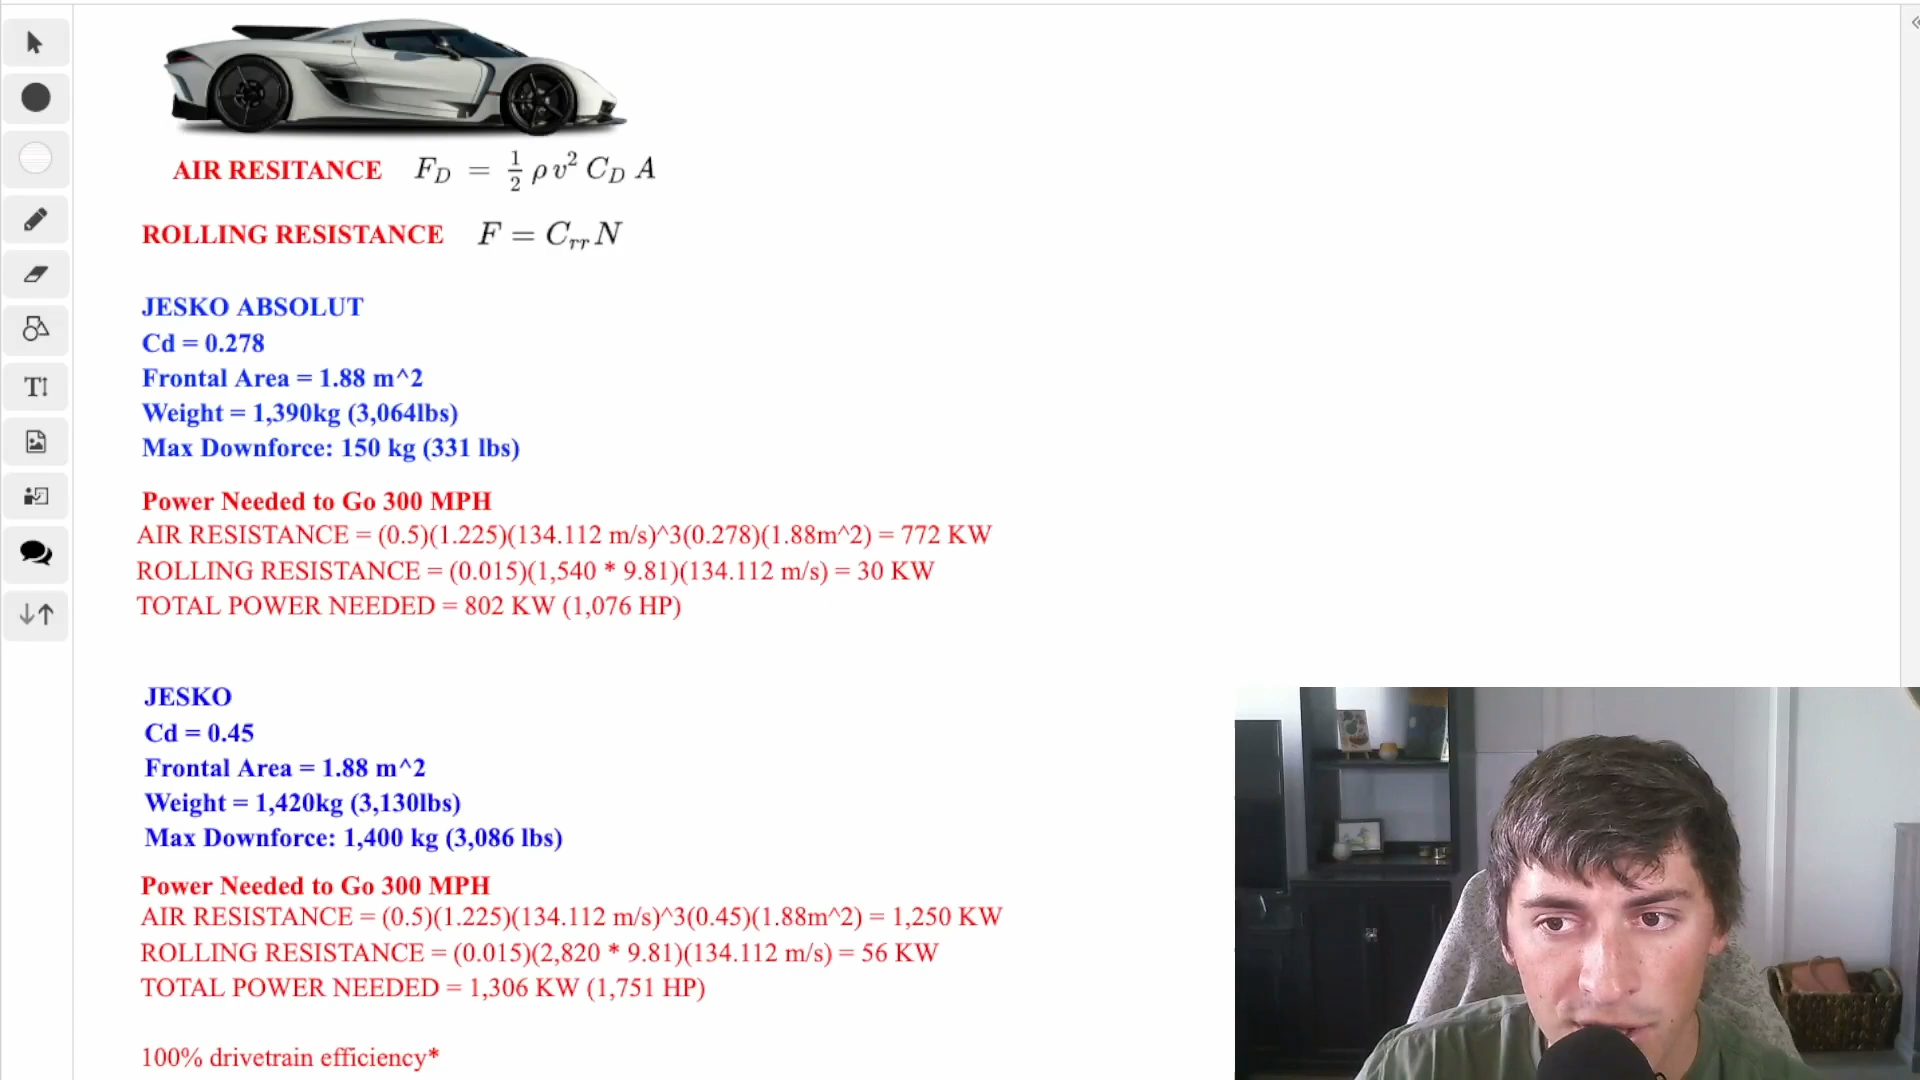 AIR RESITANCE F_D = 1/2 ρ v² C_D A
ROLLING RESISTANCE F = C_rr N
JESKO ABSOLUT
Cd = 0.278
Frontal Area = 1.88 m^2
Weight = 1,390kg (3,064lbs)
Max Downforce: 150 kg (331 lbs)
Power Needed to Go 300 MPH
AIR RESISTANCE = (0.5)(1.225)(134.112 m/s)^3(0.278)(1.88m^2) = 772 KW
ROLLING RESISTANCE = (0.015)(1,540 * 9.81)(134.112 m/s) = 30 KW
TOTAL POWER NEEDED = 802 KW (1,076 HP)
JESKO
Cd = 0.45
Frontal Area = 1.88 m^2
Weight = 1,420kg (3,130lbs)
Max Downforce: 1,400 kg (3,086 lbs)
Power Needed to Go 300 MPH
AIR RESISTANCE = (0.5)(1.225)(134.112 m/s)^3(0.45)(1.88m^2) = 1,250 KW
ROLLING RESISTANCE = (0.015)(2,820 * 9.81)(134.112 m/s) = 56 KW
TOTAL POWER NEEDED = 1,306 KW (1,751 HP)
100% drivetrain efficiency*